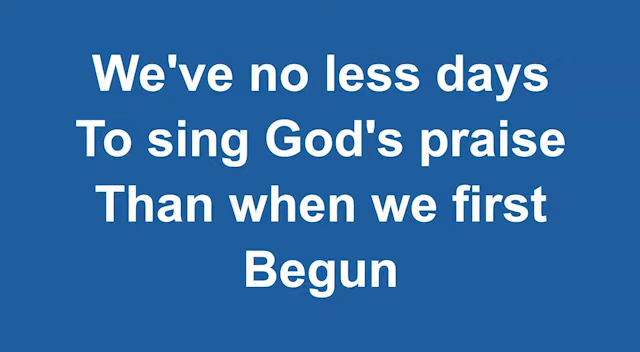 We've no less days
To sing God's praise
Than when we first
Begun